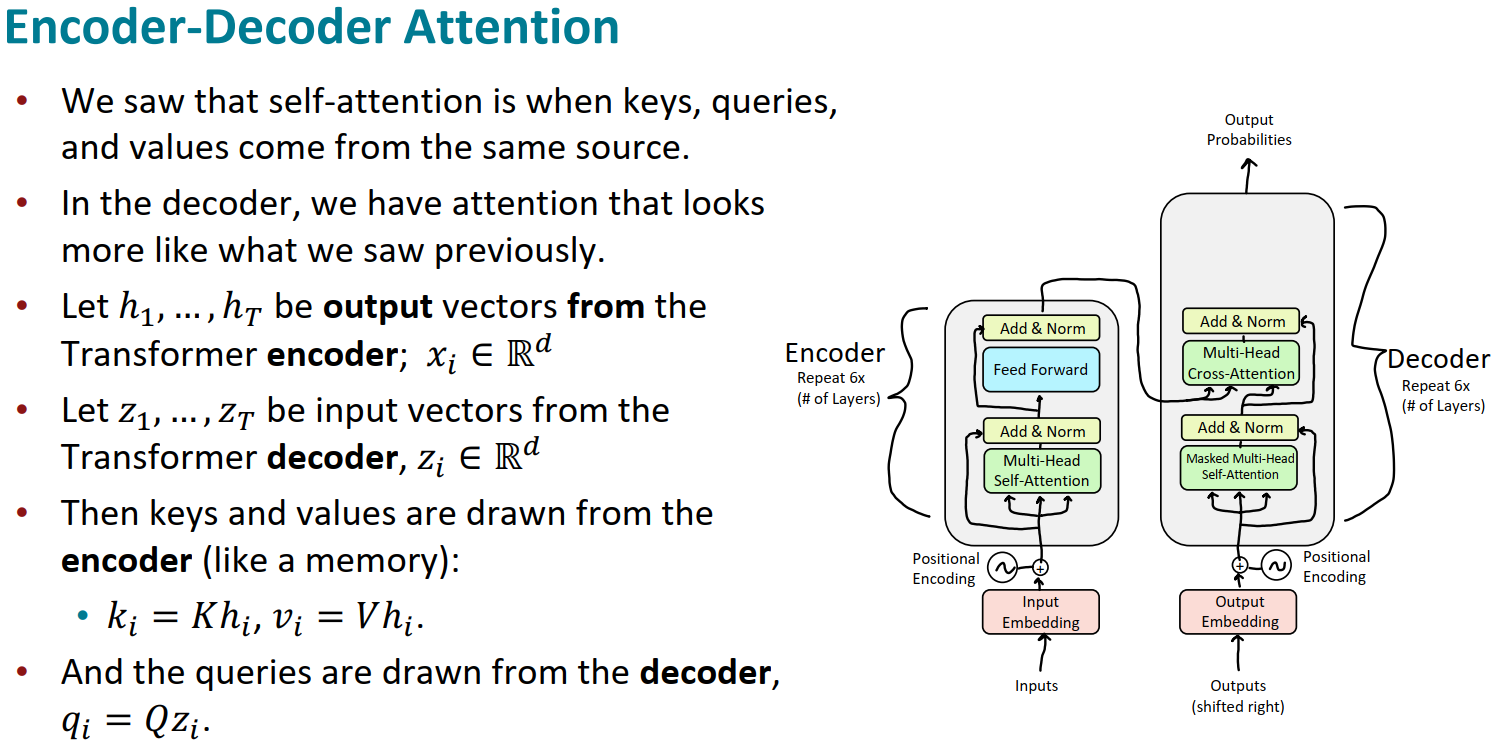 Encoder-Decoder Attention
• We saw that self-attention is when keys, queries,
and values come from the same source.
• In the decoder, we have attention that looks
more like what we saw previously.
• Let h₁, … , h_T be output vectors from the
Transformer encoder; xᵢ ∈ ℝᵈ
• Let z₁, … , z_T be input vectors from the
Transformer decoder, zᵢ ∈ ℝᵈ
• Then keys and values are drawn from the
encoder (like a memory):
• kᵢ = Khᵢ, vᵢ = Vhᵢ.
• And the queries are drawn from the decoder,
qᵢ = Qzᵢ.
Encoder
Repeat 6x
(# of Layers)
Add & Norm
Feed Forward
Add & Norm
Multi-Head
Self-Attention
Positional
Encoding
+
Input
Embedding
Inputs
Output
Probabilities
Add & Norm
Multi-Head
Cross-Attention
Add & Norm
Masked Multi-Head
Self-Attention
+
Positional
Encoding
Output
Embedding
Outputs
(shifted right)
Decoder
Repeat 6x
(# of Layers)